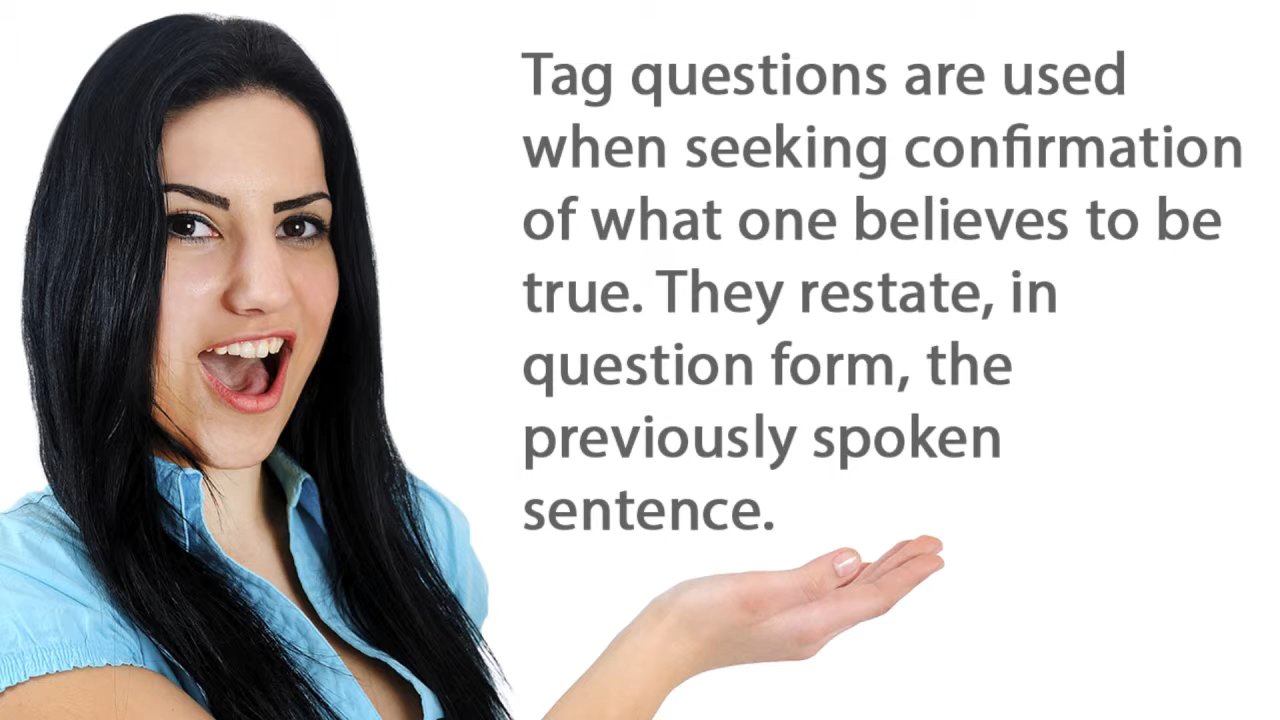 Tag questions are used
when seeking confirmation
of what one believes to be
true. They restate, in
question form, the
previously spoken
sentence.